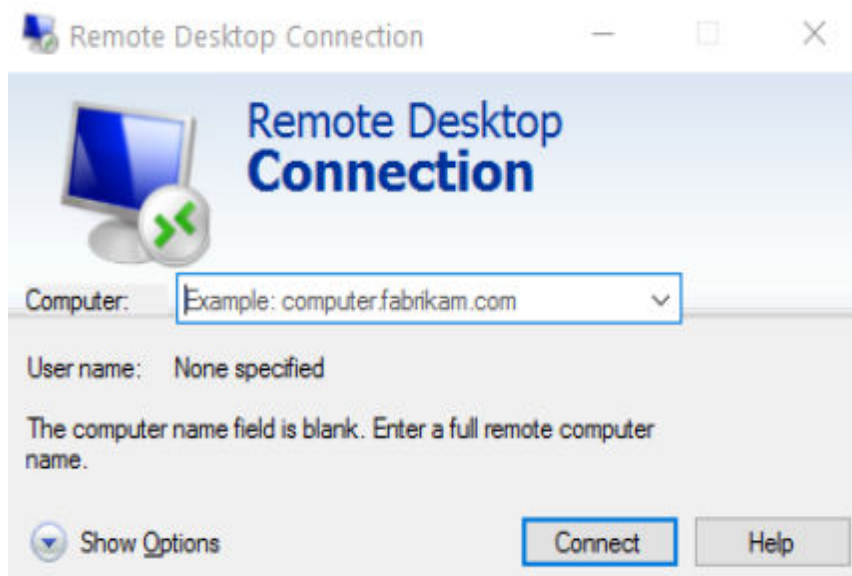 Remote Desktop Connection
Remote Desktop
Connection
Computer: Example: computer.fabrikam.com
User name: None specified
The computer name field is blank. Enter a full remote computer
name.
Show Options Connect Help